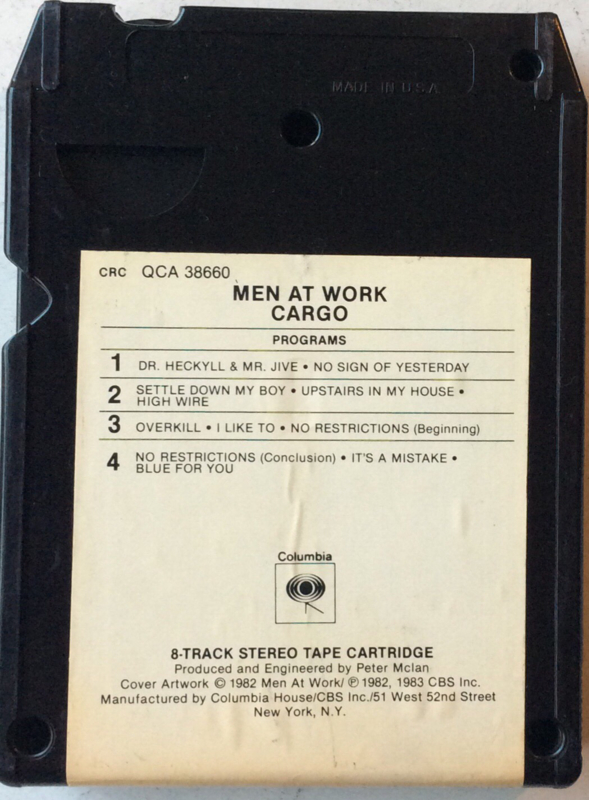 MADE IN U.S.A.
CRC QCA 38660
MEN AT WORK
CARGO
PROGRAMS
1 DR. HECKYLL & MR. JIVE • NO SIGN OF YESTERDAY
2 SETTLE DOWN MY BOY • UPSTAIRS IN MY HOUSE •
HIGH WIRE
3 OVERKILL • I LIKE TO • NO RESTRICTIONS (Beginning)
4 NO RESTRICTIONS (Conclusion) • IT'S A MISTAKE •
BLUE FOR YOU
Columbia
8-TRACK STEREO TAPE CARTRIDGE
Produced and Engineered by Peter McIan
Cover Artwork © 1982 Men At Work/ ℗ 1982, 1983 CBS Inc.
Manufactured by Columbia House/CBS Inc./51 West 52nd Street
New York, N.Y.